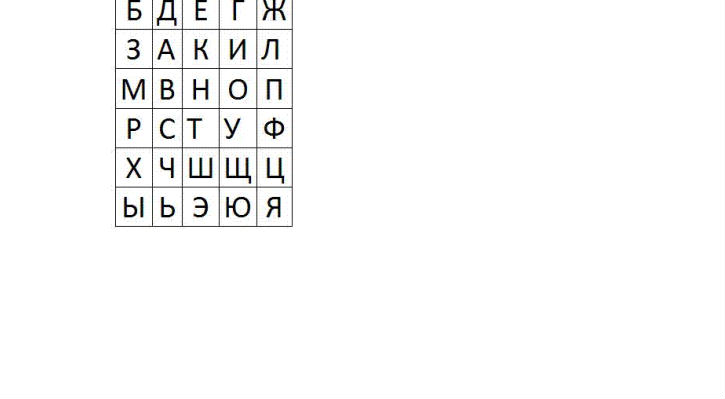 Б Д Е Г Ж
З А К И Л
М В Н О П
Р С Т У Ф
Х Ч Ш Щ Ц
Ы Ь Э Ю Я